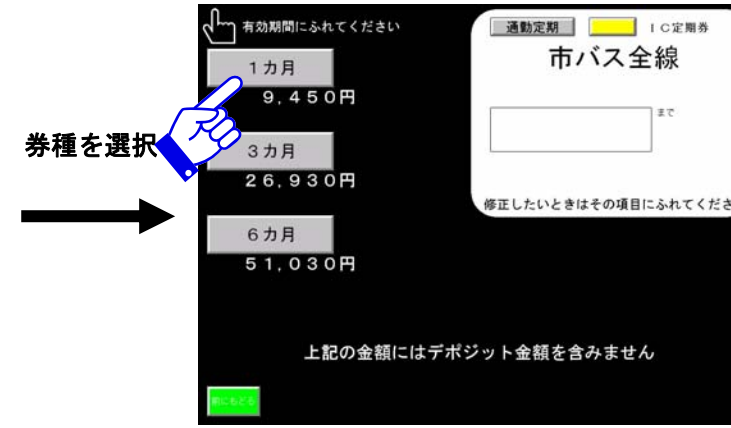 有効期間にふれてください
1カ月
9,450円
3カ月
26,930円
6カ月
51,030円
券種を選択
通勤定期 IC定期券
市バス全線
まで
修正したいときはその項目にふれてくださ
上記の金額にはデポジット金額を含みません
前にもどる